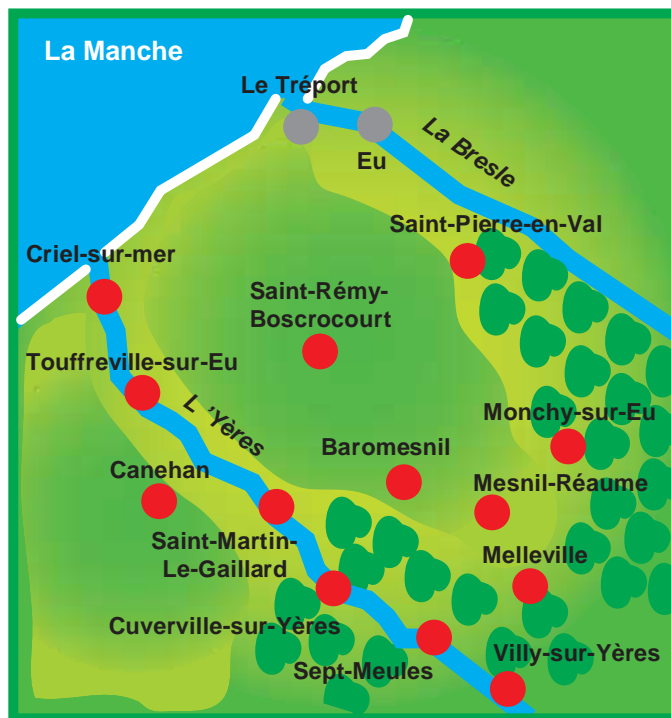 La Manche
Le Tréport
Eu
La Bresle
Saint-Pierre-en-Val
Criel-sur-mer
Saint-Rémy-
Boscrocourt
Touffreville-sur-Eu
L 'Yères
Monchy-sur-Eu
Baromesnil
Canehan
Mesnil-Réaume
Saint-Martin-
Le-Gaillard
Melleville
Cuverville-sur-Yères
Sept-Meules
Villy-sur-Yères